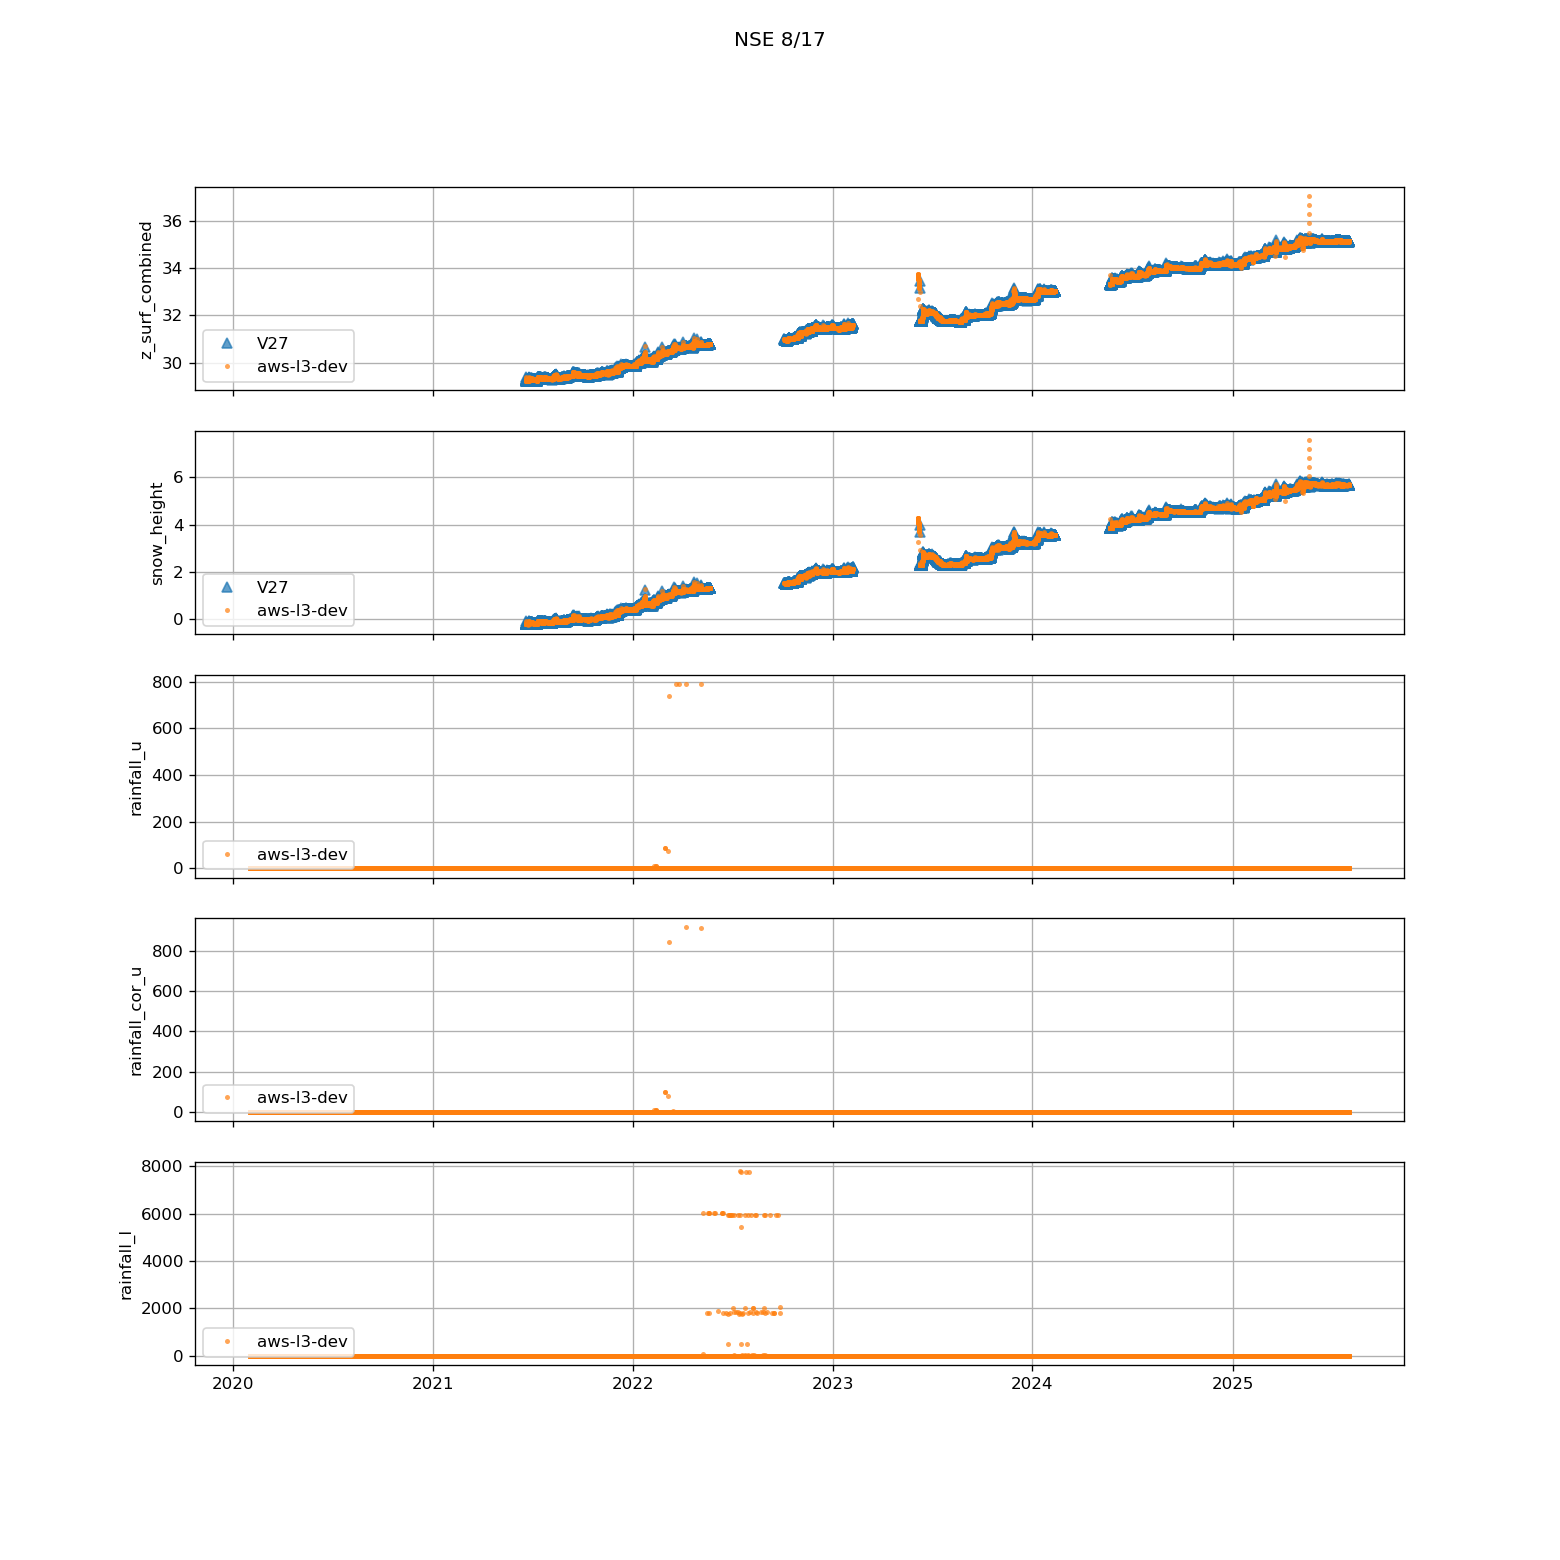 NSE 8/17
z_surf_combined
36
34
32
30
V27
aws-l3-dev
snow_height
6
4
2
0
V27
aws-l3-dev
rainfall_u
800
600
400
200
0
aws-l3-dev
rainfall_cor_u
800
600
400
200
0
aws-l3-dev
rainfall_l
8000
6000
4000
2000
0
aws-l3-dev
2020 2021 2022 2023 2024 2025